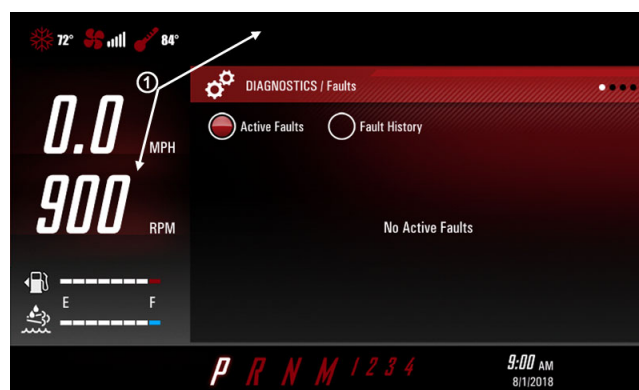 72° 84°
1
DIAGNOSTICS / Faults
Active Faults Fault History
0.0 MPH
900 RPM
No Active Faults
E F
P R N M 1 2 3 4
9:00 AM
8/1/2018